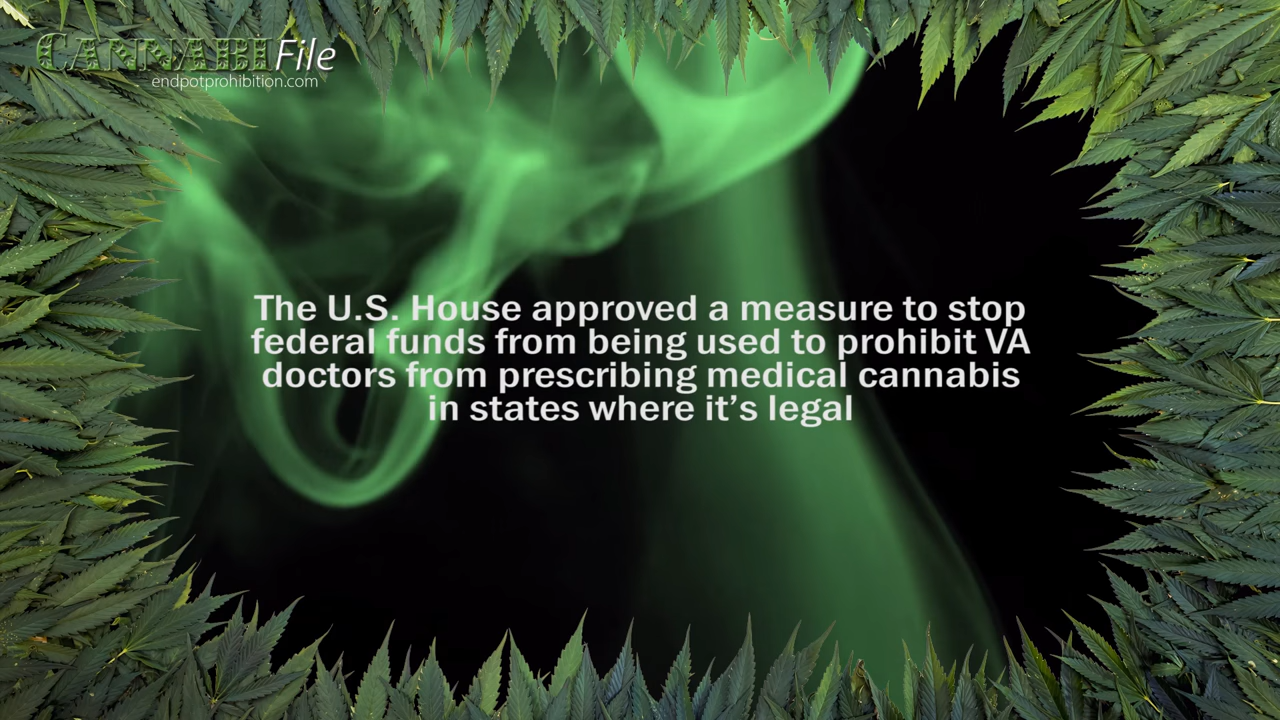 CANNABIFile
endpotprohibition.com
The U.S. House approved a measure to stop
federal funds from being used to prohibit VA
doctors from prescribing medical cannabis
in states where it’s legal